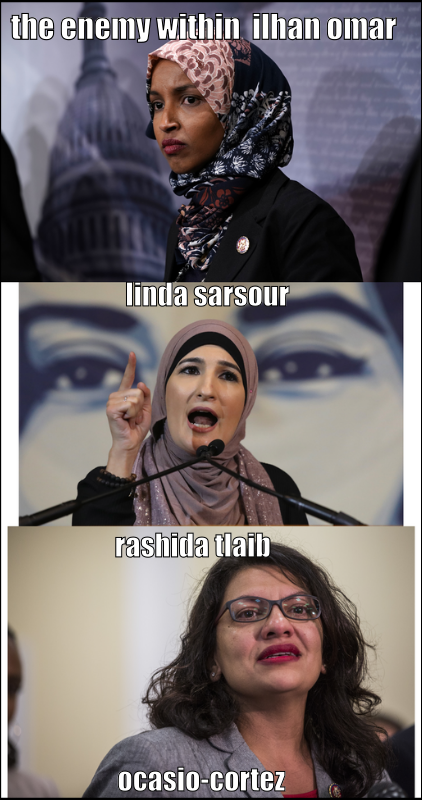 the enemy within  ilhan omar
linda sarsour
rashida tlaib
ocasio-cortez